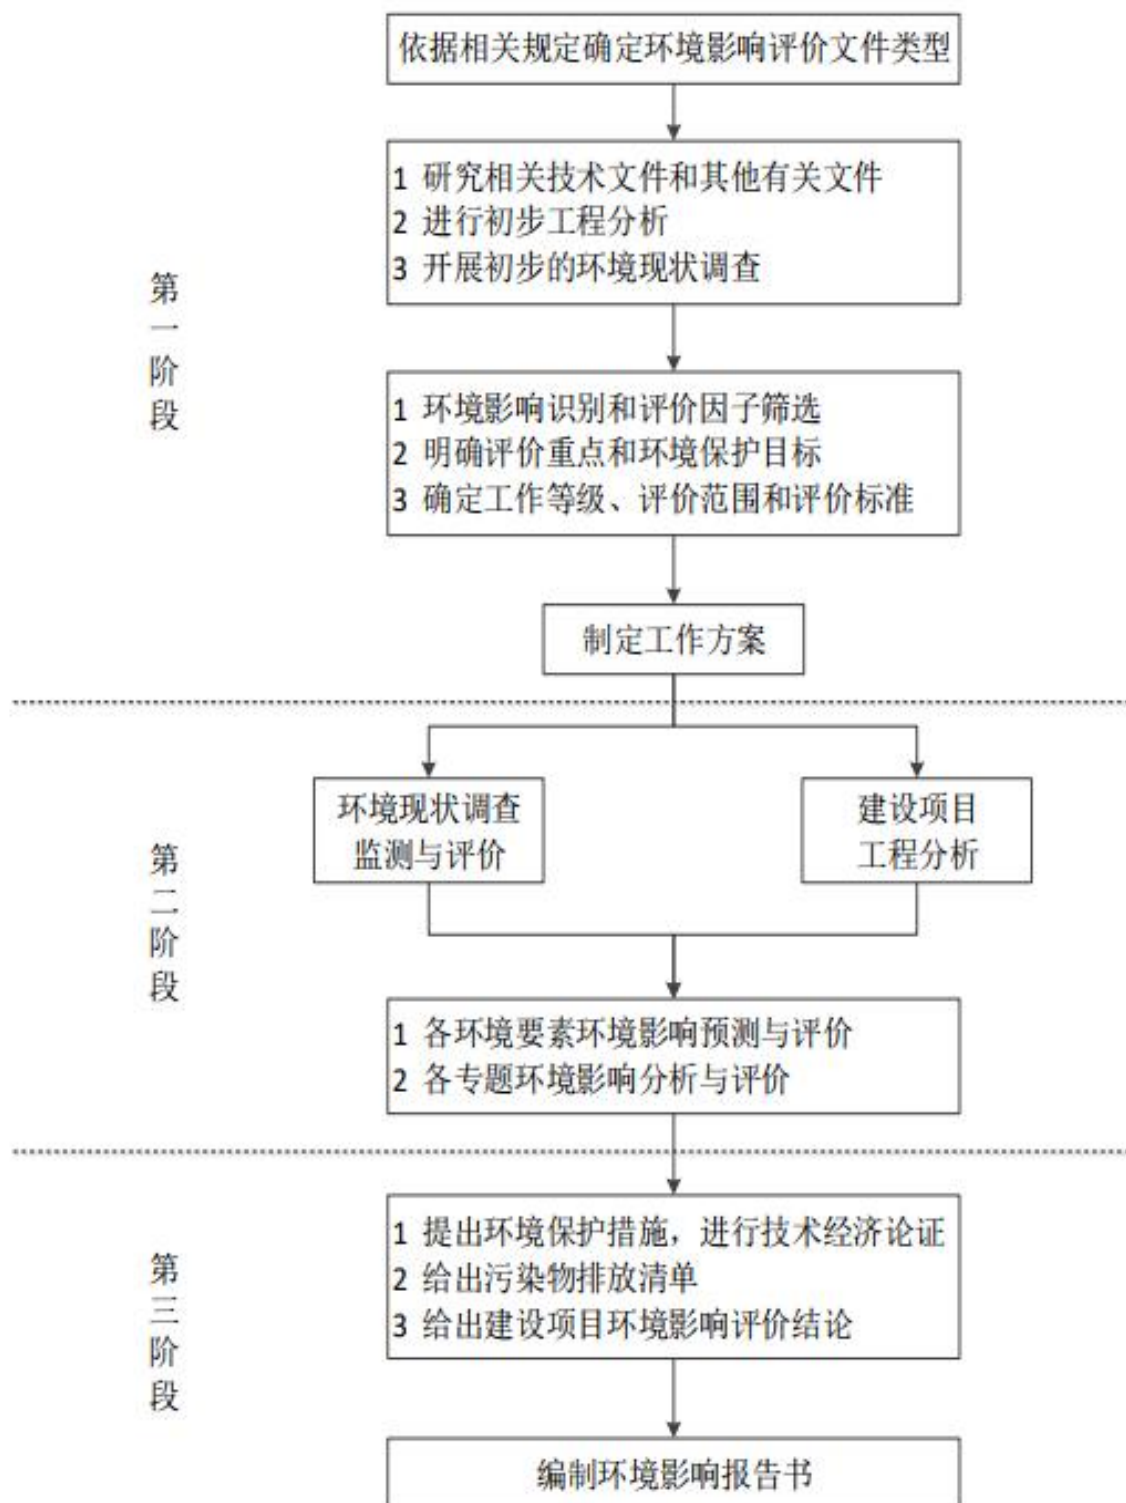 依据相关规定确定环境影响评价文件类型
1 研究相关技术文件和其他有关文件
2 进行初步工程分析
3 开展初步的环境现状调查
第一阶段
1 环境影响识别和评价因子筛选
2 明确评价重点和环境保护目标
3 确定工作等级、评价范围和评价标准
制定工作方案
环境现状调查
监测与评价
建设项目
工程分析
第二阶段
1 各环境要素环境影响预测与评价
2 各专题环境影响分析与评价
1 提出环境保护措施，进行技术经济论证
2 给出污染物排放清单
3 给出建设项目环境影响评价结论
第三阶段
编制环境影响报告书